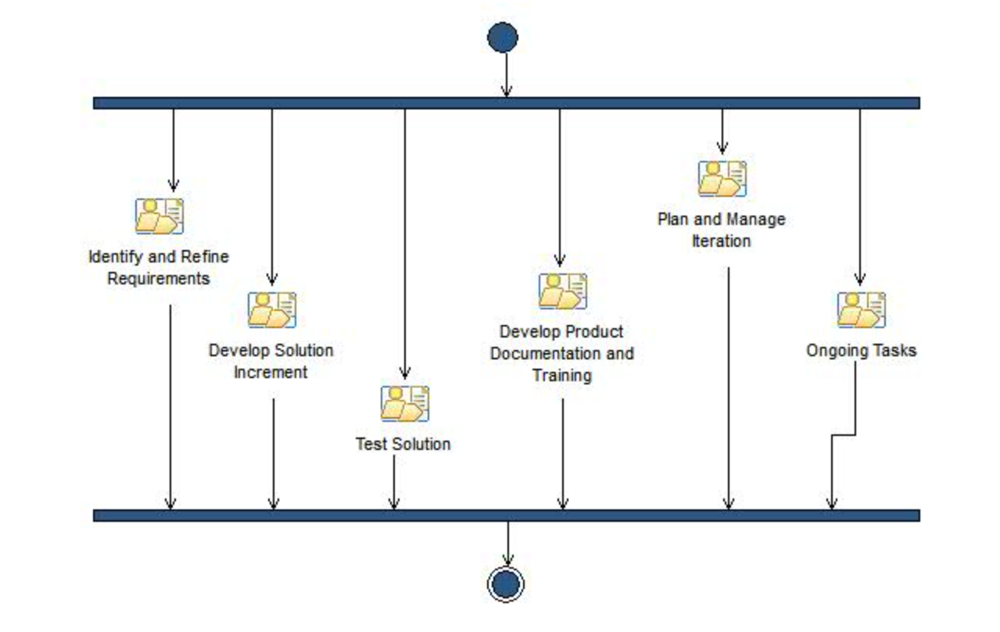 Identify and Refine
Requirements
Develop Solution
Increment
Test Solution
Develop Product
Documentation and
Training
Plan and Manage
Iteration
Ongoing Tasks